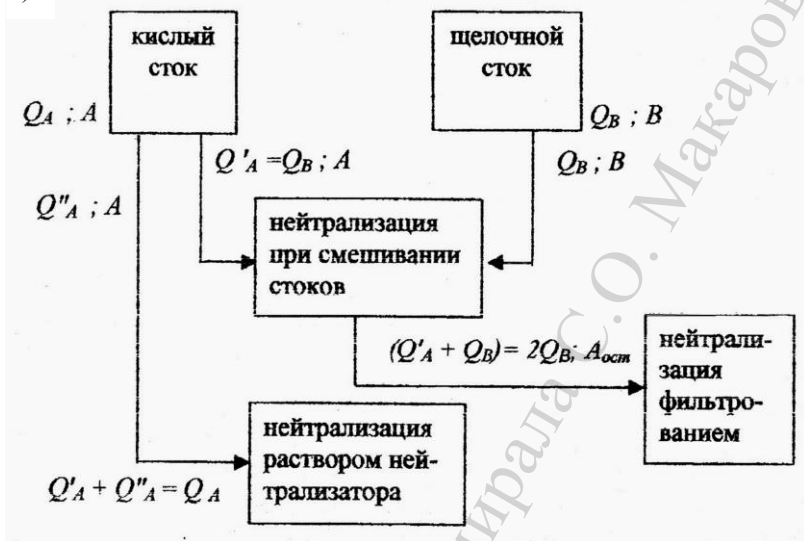 кислый
сток
щелочной
сток
Q_A ; A
Q_B ; B
Q'_A =Q_B ; A
Q_B ; B
Q''_A ; A
нейтрализация
при смешивании
стоков
(Q'_A + Q_B)= 2Q_B; A_ост
нейтрали-
зация
фильтро-
ванием
нейтрализация
раствором ней-
трализатора
Q'_A + Q''_A = Q_A
С.О. Макаров